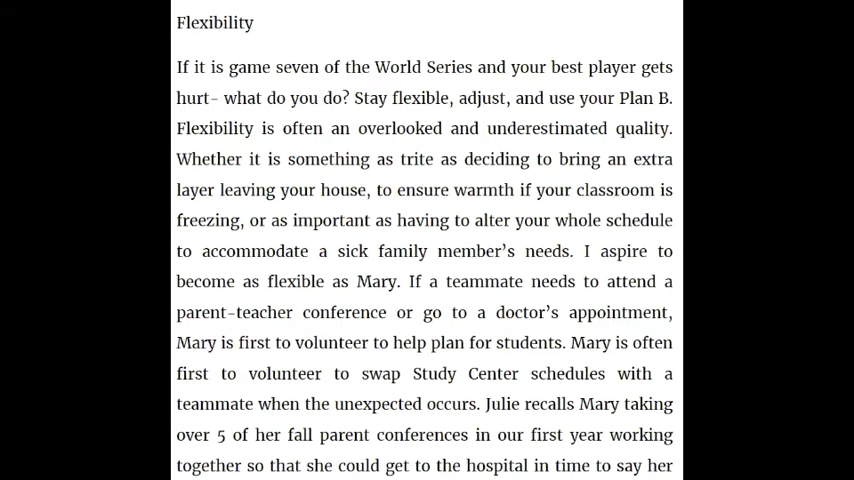 Flexibility
If it is game seven of the World Series and your best player gets
hurt- what do you do? Stay flexible, adjust, and use your Plan B.
Flexibility is often an overlooked and underestimated quality.
Whether it is something as trite as deciding to bring an extra
layer leaving your house, to ensure warmth if your classroom is
freezing, or as important as having to alter your whole schedule
to accommodate a sick family member’s needs. I aspire to
become as flexible as Mary. If a teammate needs to attend a
parent-teacher conference or go to a doctor’s appointment,
Mary is first to volunteer to help plan for students. Mary is often
first to volunteer to swap Study Center schedules with a
teammate when the unexpected occurs. Julie recalls Mary taking
over 5 of her fall parent conferences in our first year working
together so that she could get to the hospital in time to say her